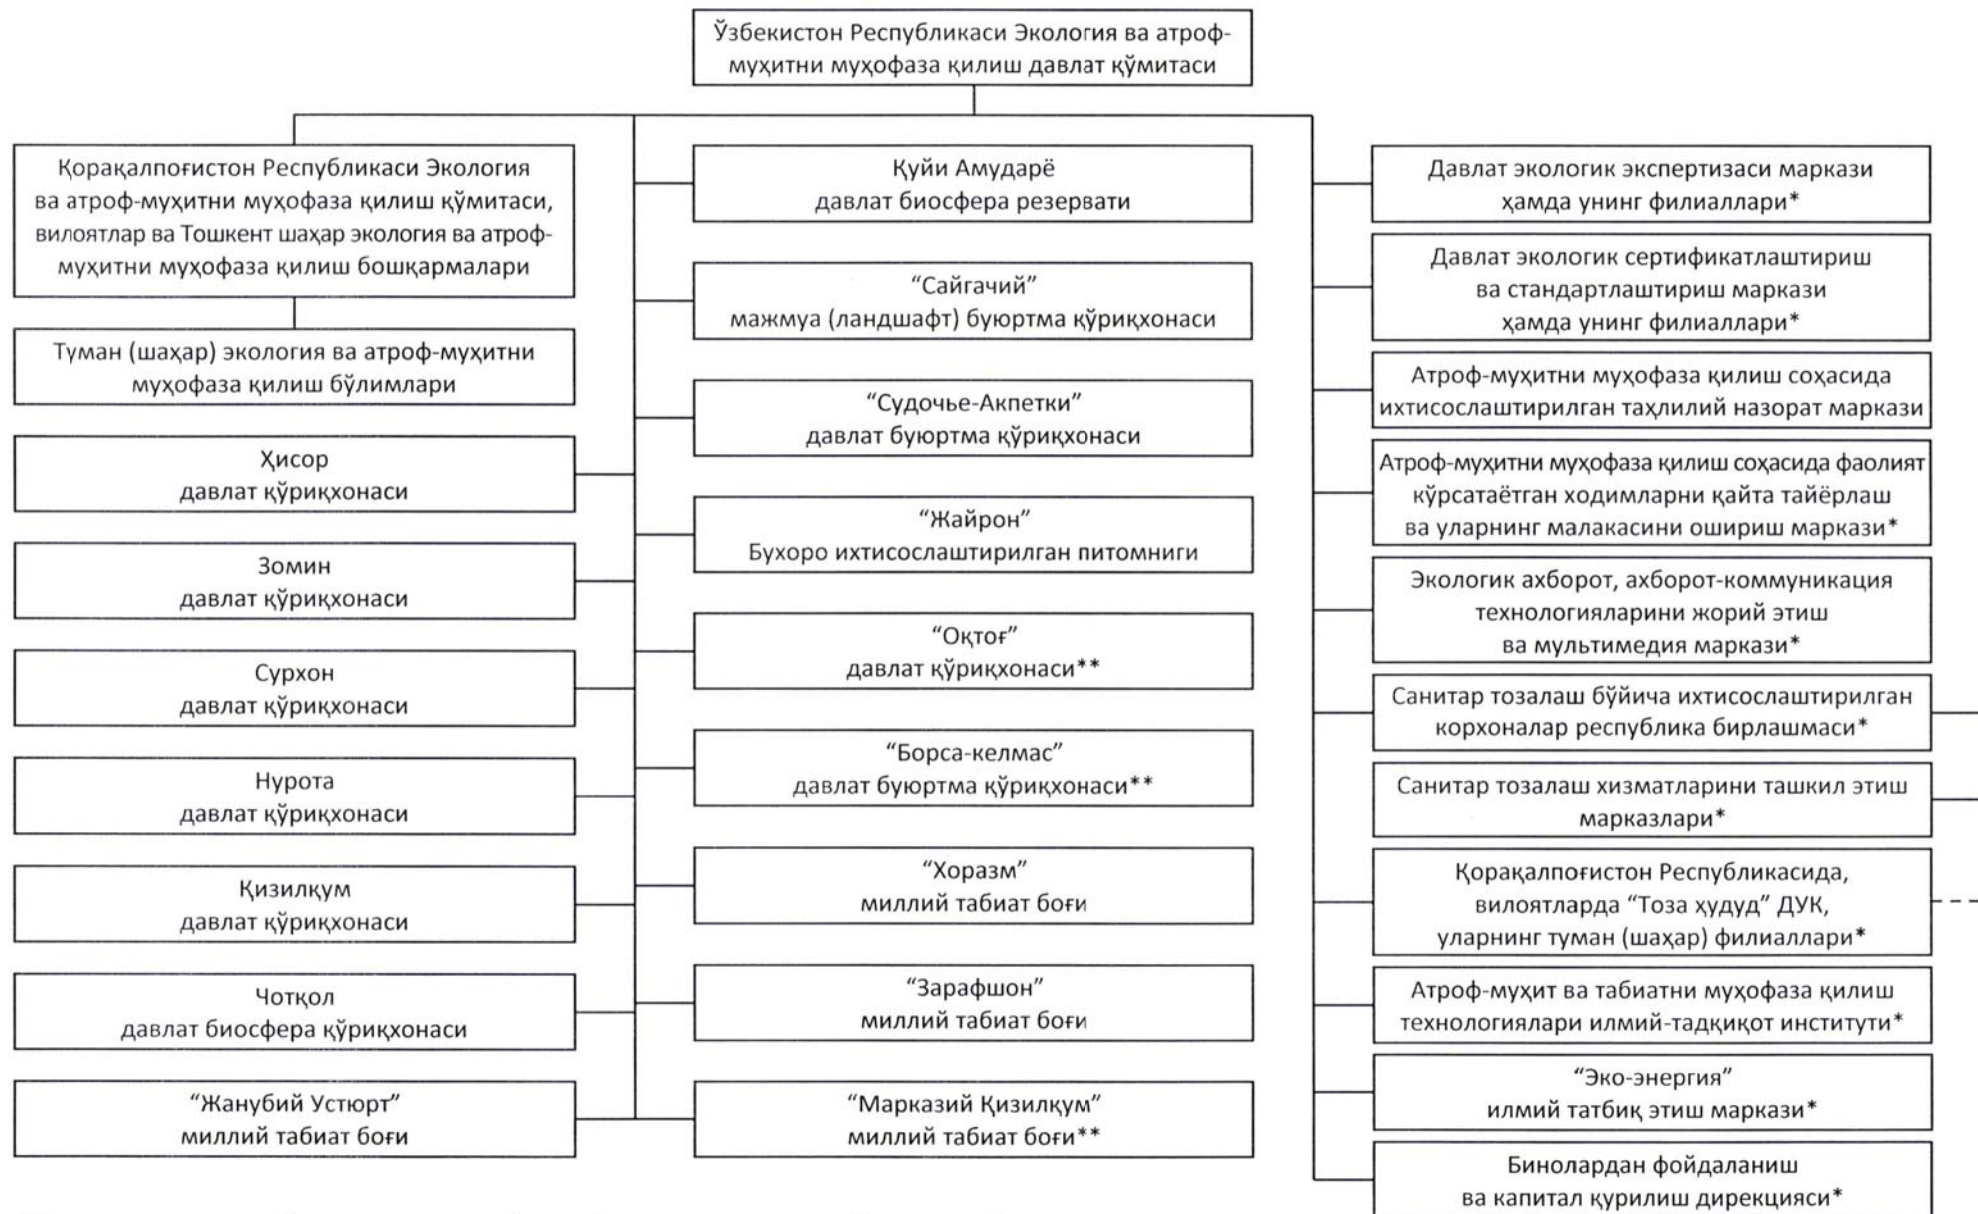 Ўзбекистон Республикаси Экология ва атроф-
муҳитни муҳофаза қилиш давлат қўмитаси
Қорақалпоғистон Республикаси Экология
ва атроф-муҳитни муҳофаза қилиш қўмитаси,
вилоятлар ва Тошкент шаҳар экология ва атроф-
муҳитни муҳофаза қилиш бошқармалари
Туман (шаҳар) экология ва атроф-муҳитни
муҳофаза қилиш бўлимлари
Ҳисор
давлат қўриқхонаси
Зомин
давлат қўриқхонаси
Сурхон
давлат қўриқхонаси
Нурота
давлат қўриқхонаси
Қизилқум
давлат қўриқхонаси
Чотқол
давлат биосфера қўриқхонаси
“Жанубий Устюрт”
миллий табиат боғи
Қуйи Амударё
давлат биосфера резервати
“Сайгачий”
мажмуа (ландшафт) буюртма қўриқхонаси
“Судочье-Акпетки”
давлат буюртма қўриқхонаси
“Жайрон”
Бухоро ихтисослаштирилган питомниги
“Оқтоғ”
давлат қўриқхонаси**
“Борса-келмас”
давлат буюртма қўриқхонаси**
“Хоразм”
миллий табиат боғи
“Зарафшон”
миллий табиат боғи
“Марказий Қизилқум”
миллий табиат боғи**
Давлат экологик экспертизаси маркази
ҳамда унинг филиаллари*
Давлат экологик сертификатлаштириш
ва стандартлаштириш маркази
ҳамда унинг филиаллари*
Атроф-муҳитни муҳофаза қилиш соҳасида
ихтисослаштирилган таҳлилий назорат маркази
Атроф-муҳитни муҳофаза қилиш соҳасида фаолият
кўрсатаётган ходимларни қайта тайёрлаш
ва уларнинг малакасини ошириш маркази*
Экологик ахборот, ахборот-коммуникация
технологияларини жорий этиш
ва мультимедия маркази*
Санитар тозалаш бўйича ихтисослаштирилган
корхоналар республика бирлашмаси*
Санитар тозалаш хизматларини ташкил этиш
марказлари*
Қорақалпоғистон Республикасида,
вилоятларда “Тоза ҳудуд” ДУК,
уларнинг туман (шаҳар) филиаллари*
Атроф-муҳит ва табиатни муҳофаза қилиш
технологиялари илмий-тадқиқот институти*
“Эко-энергия”
илмий татбиқ этиш маркази*
Бинолардан фойдаланиш
ва капитал қурилиш дирекцияси*